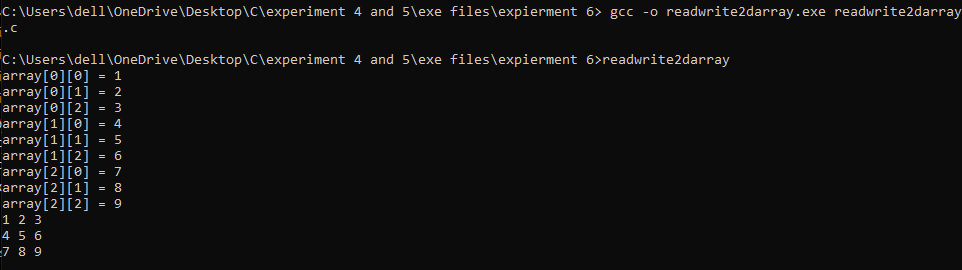 C:\Users\dell\OneDrive\Desktop\C\experiment 4 and 5\exe files\expierment 6> gcc -o readwrite2darray.exe readwrite2darray
.c
C:\Users\dell\OneDrive\Desktop\C\experiment 4 and 5\exe files\expierment 6>readwrite2darray
array[0][0] = 1
array[0][1] = 2
array[0][2] = 3
array[1][0] = 4
array[1][1] = 5
array[1][2] = 6
array[2][0] = 7
array[2][1] = 8
array[2][2] = 9
1 2 3
4 5 6
7 8 9